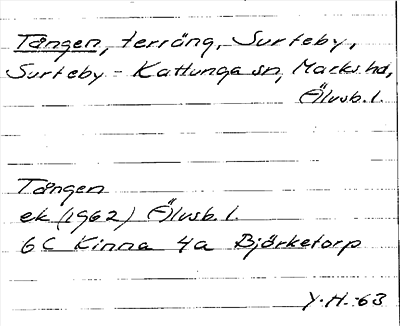 Tången, terräng, Surteby,
Surteby - Kattunga sn, Marks hd,
Älvsb. l.
Tången
ek (1962) Älvsb. l.
6C Kinna 4a Björketorp
Y.H. -63